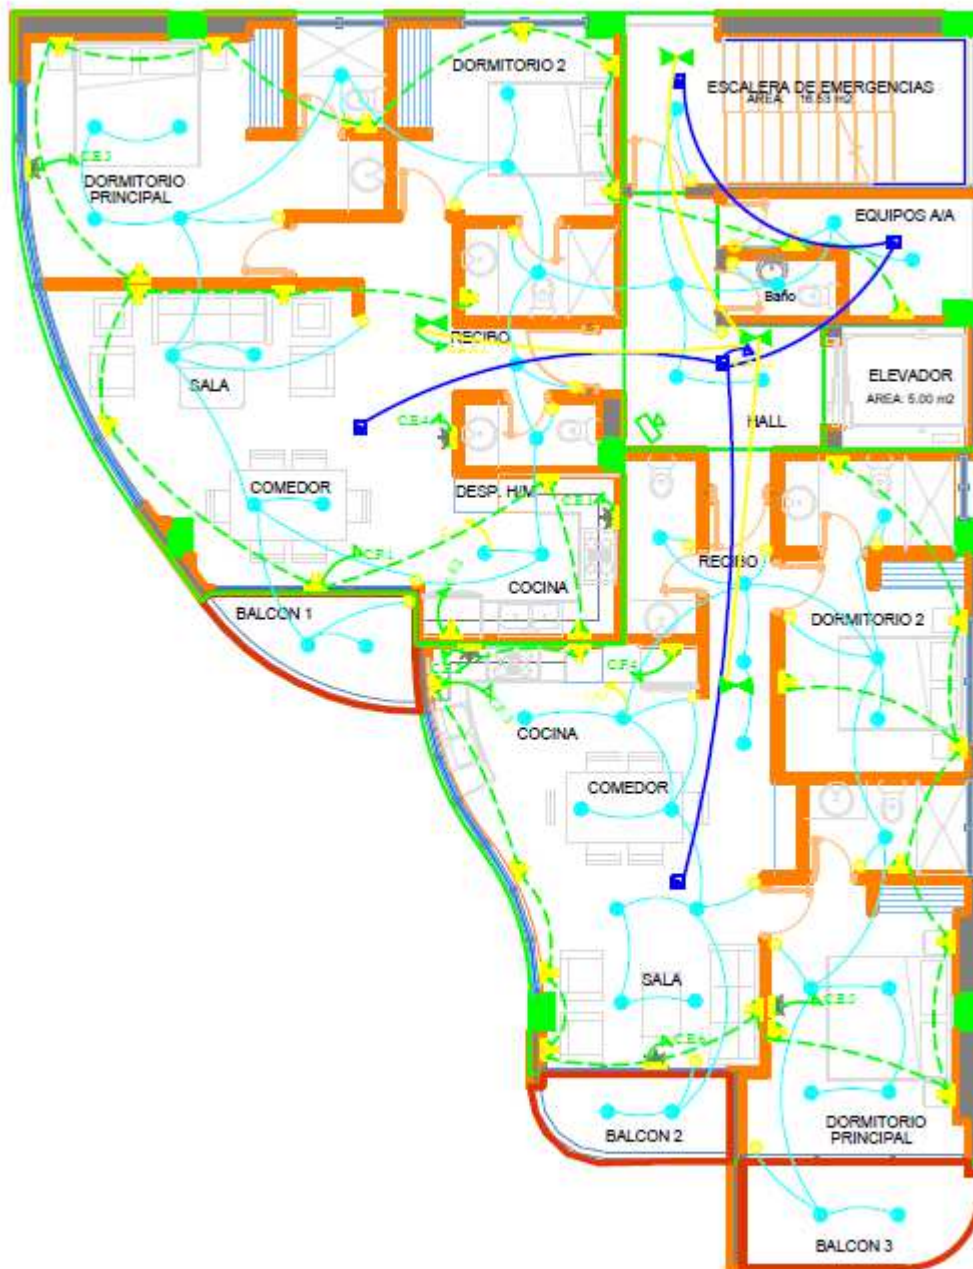 DORMITORIO 2
ESCALERA DE EMERGENCIAS
AREA: 16.53 m2
DORMITORIO
PRINCIPAL
EQUIPOS A/A
Baño
RECIBO
SALA
ELEVADOR
AREA: 5.00 m2
HALL
COMEDOR
DESP. H/M
RECIBO
COCINA
BALCON 1
DORMITORIO 2
COCINA
COMEDOR
SALA
DORMITORIO
PRINCIPAL
BALCON 2
BALCON 3